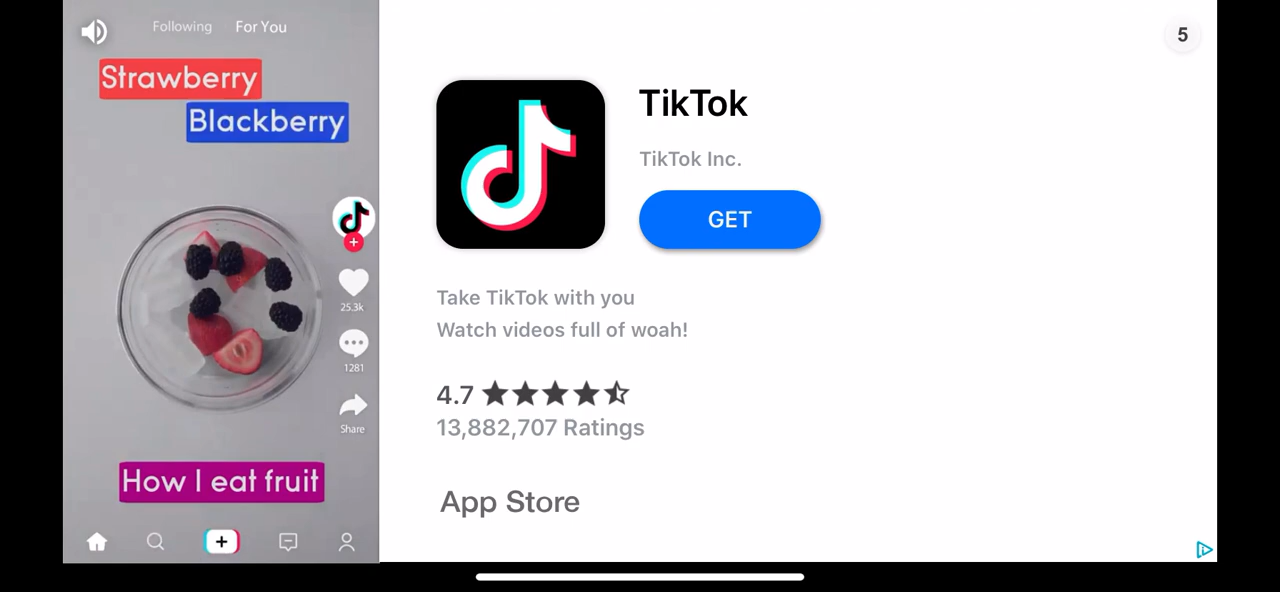 Following For You
Strawberry
Blackberry
25.3k
1281
Share
How I eat fruit
5
TikTok
TikTok Inc.
GET
Take TikTok with you
Watch videos full of woah!
4.7
13,882,707 Ratings
App Store